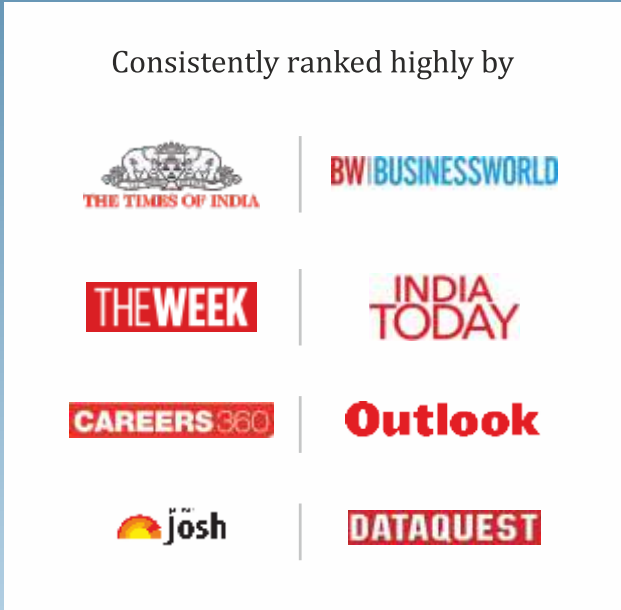 Consistently ranked highly by
THE TIMES OF INDIA
BW BUSINESSWORLD
THE WEEK
INDIA
TODAY
CAREERS360
Outlook
josh
DATAQUEST